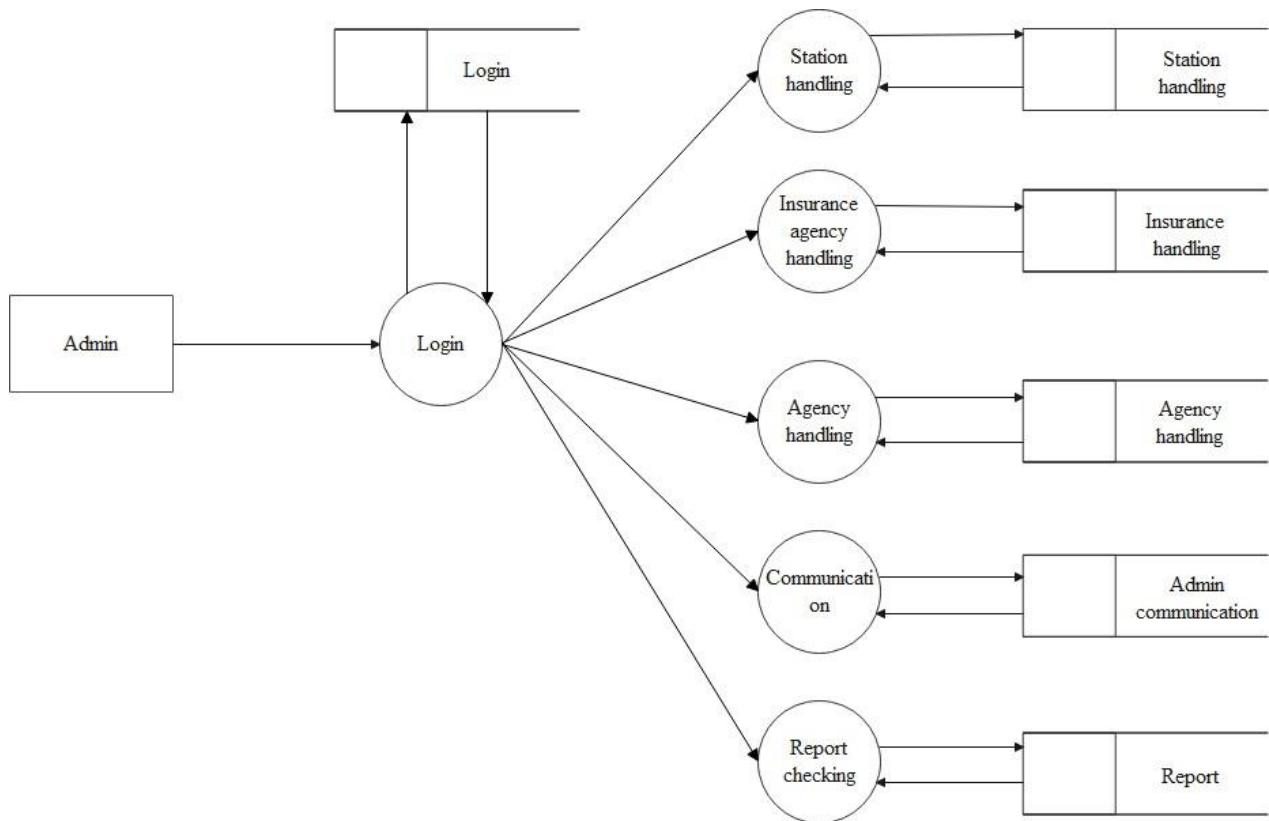 Login
Station
handling
Station
handling
Insurance
agency
handling
Insurance
handling
Admin
Login
Agency
handling
Agency
handling
Communicati
on
Admin
communication
Report
checking
Report